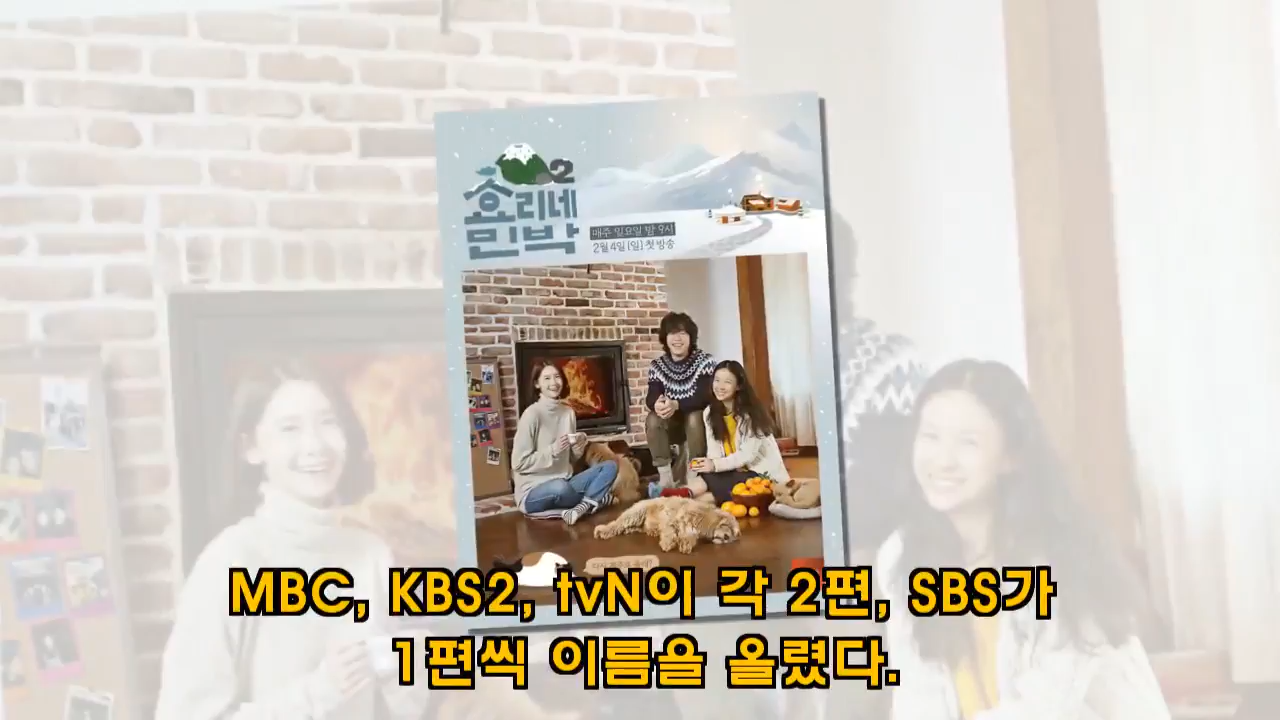 효리네
민박
2
매주 일요일 밤 9시
2월 4일 (일) 첫 방송
MBC, KBS2, tvN이 각 2편, SBS가
1편씩 이름을 올렸다.